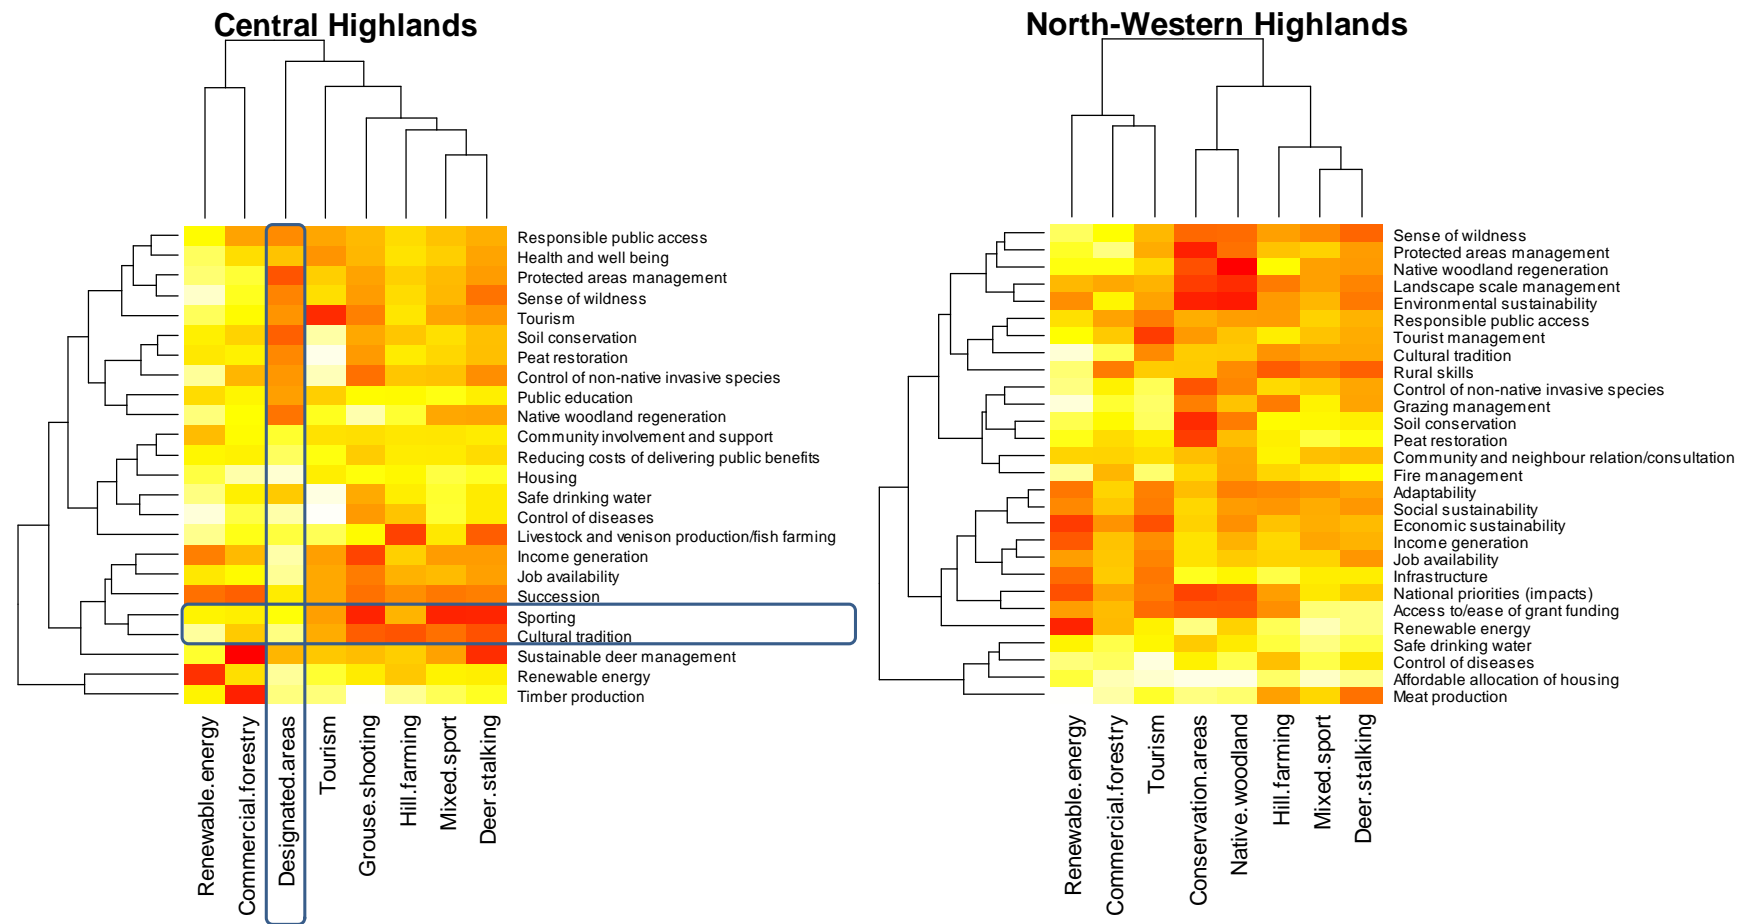 Central Highlands
Responsible public access
Health and well being
Protected areas management
Sense of wildness
Tourism
Soil conservation
Peat restoration
Control of non-native invasive species
Public education
Native woodland regeneration
Community involvement and support
Reducing costs of delivering public benefits
Housing
Safe drinking water
Control of diseases
Livestock and venison production/fish farming
Income generation
Job availability
Succession
Sporting
Cultural tradition
Sustainable deer management
Renewable energy
Timber production
Renewable.energy
Commercial.forestry
Designated.areas
Tourism
Grouse.shooting
Hill.farming
Mixed.sport
Deer.stalking
North-Western Highlands
Sense of wildness
Protected areas management
Native woodland regeneration
Landscape scale management
Environmental sustainability
Responsible public access
Tourist management
Cultural tradition
Rural skills
Control of non-native invasive species
Grazing management
Soil conservation
Peat restoration
Community and neighbour relation/consultation
Fire management
Adaptability
Social sustainability
Economic sustainability
Income generation
Job availability
Infrastructure
National priorities (impacts)
Access to/ease of grant funding
Renewable energy
Safe drinking water
Control of diseases
Affordable allocation of housing
Meat production
Renewable.energy
Commercial.forestry
Tourism
Conservation.areas
Native.woodland
Hill.farming
Mixed.sport
Deer.stalking